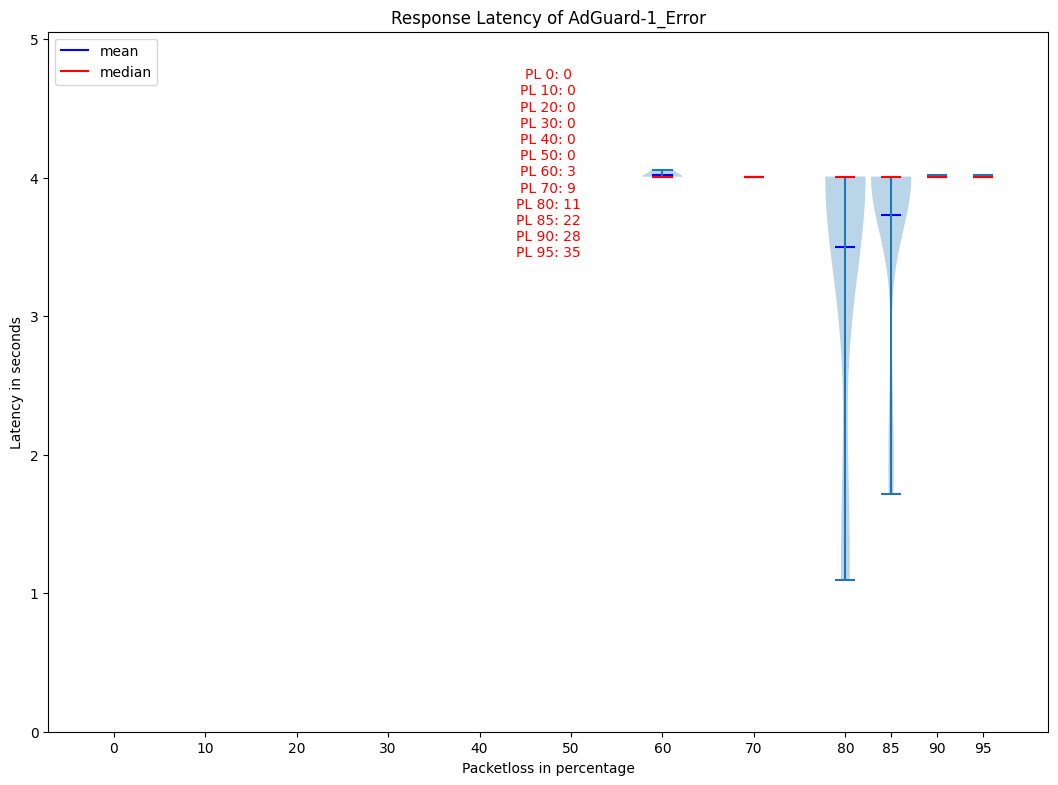 Response Latency of AdGuard-1_Error
mean
median
PL 0: 0
PL 10: 0
PL 20: 0
PL 30: 0
PL 40: 0
PL 50: 0
PL 60: 3
PL 70: 9
PL 80: 11
PL 85: 22
PL 90: 28
PL 95: 35
5
4
3
2
1
0
Latency in seconds
0 10 20 30 40 50 60 70 80 85 90 95
Packetloss in percentage